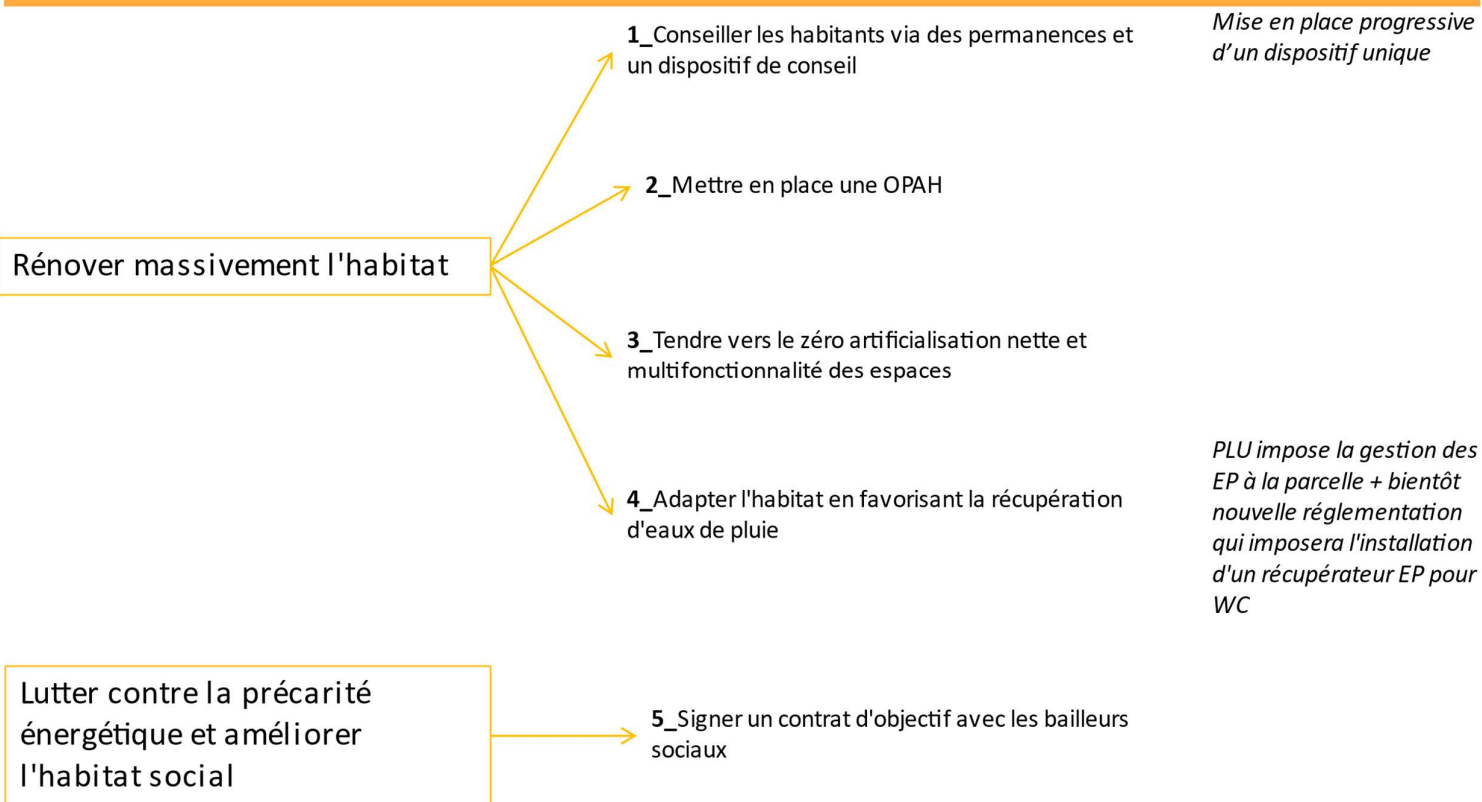 1_Conseiller les habitants via des permanences et
un dispositif de conseil
Mise en place progressive
d’un dispositif unique
2_Mettre en place une OPAH
Rénover massivement l'habitat
3_Tendre vers le zéro artificialisation nette et
multifonctionnalité des espaces
4_Adapter l'habitat en favorisant la récupération
d'eaux de pluie
PLU impose la gestion des
EP à la parcelle + bientôt
nouvelle réglementation
qui imposera l'installation
d'un récupérateur EP pour
WC
Lutter contre la précarité
énergétique et améliorer
l'habitat social
5_Signer un contrat d'objectif avec les bailleurs
sociaux